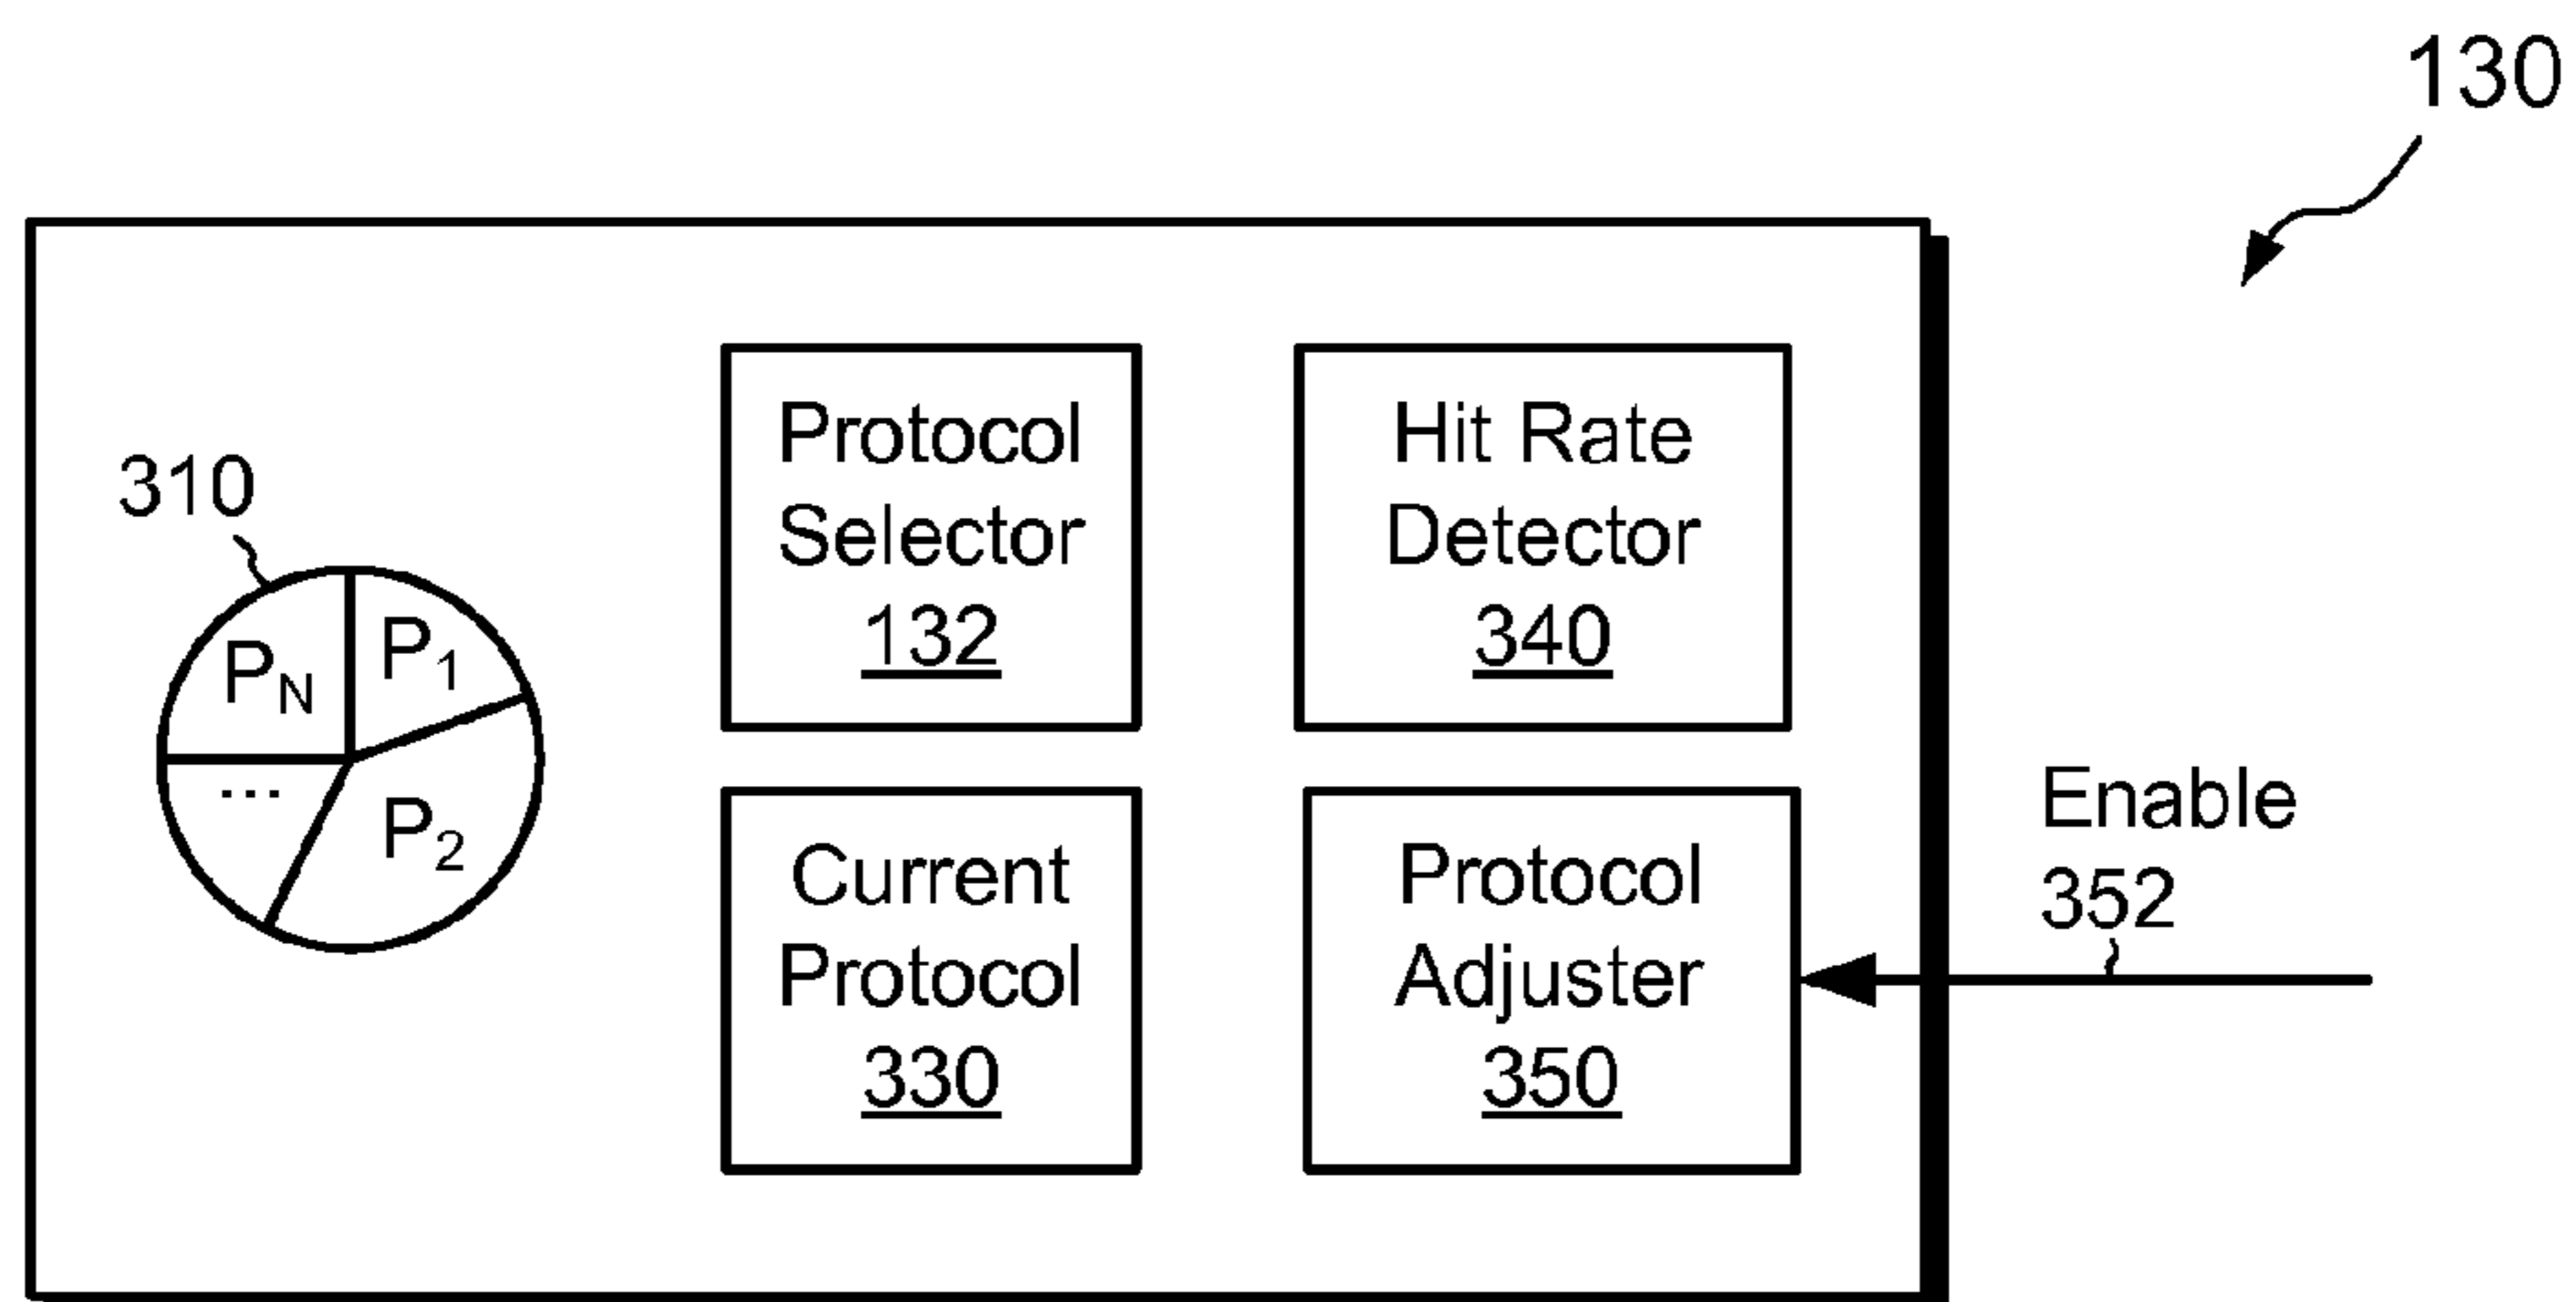 130
310
P1
P2
...
PN
Protocol
Selector
132
Hit Rate
Detector
340
Current
Protocol
330
Protocol
Adjuster
350
Enable
352